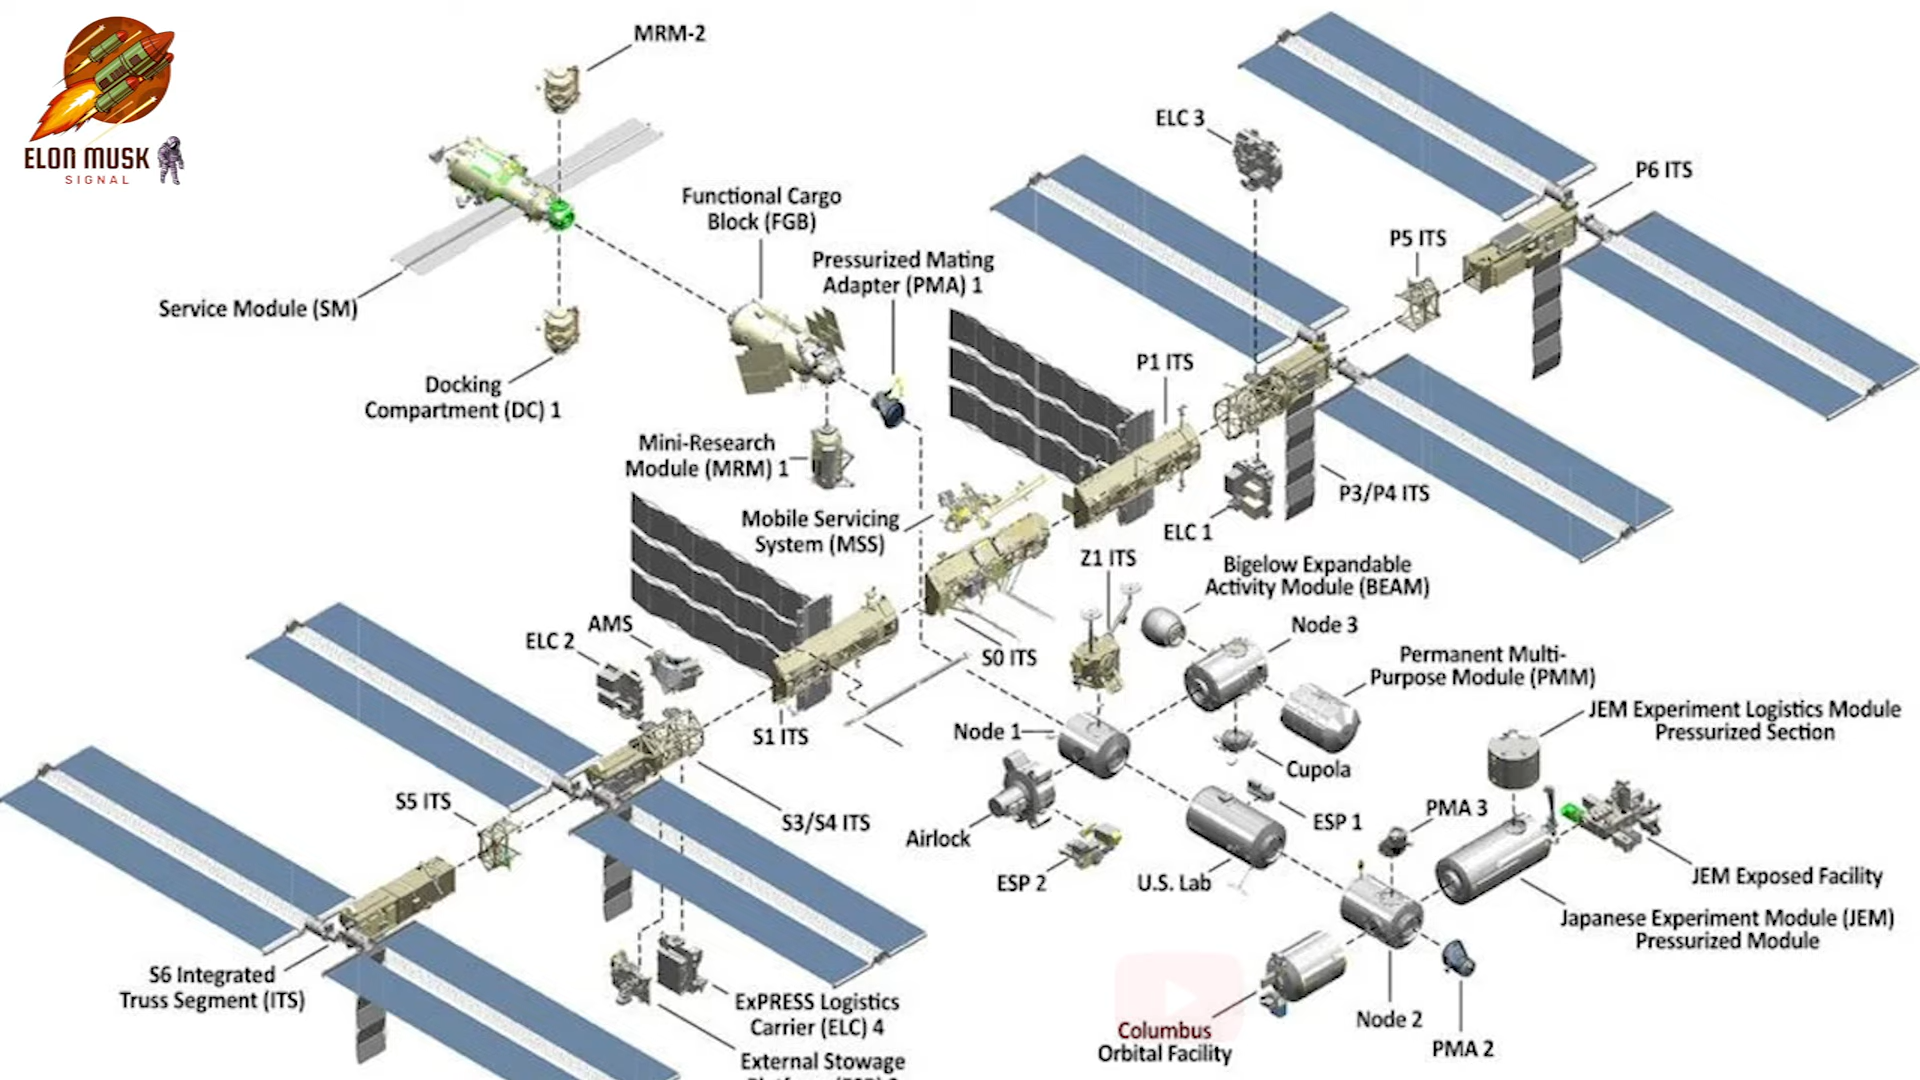 ELON MUSK
SIGNAL
MRM-2
ELC 3
P6 ITS
Functional Cargo
Block (FGB)
P5 ITS
Pressurized Mating
Adapter (PMA) 1
Service Module (SM)
P1 ITS
Docking
Compartment (DC) 1
Mini-Research
Module (MRM) 1
P3/P4 ITS
Mobile Servicing
System (MSS)
ELC 1
Z1 ITS
Bigelow Expandable
Activity Module (BEAM)
AMS
ELC 2
Node 3
S0 ITS
Permanent Multi-
Purpose Module (PMM)
JEM Experiment Logistics Module
Pressurized Section
Node 1
S1 ITS
Cupola
S5 ITS
S3/S4 ITS
PMA 3
ESP 1
Airlock
ESP 2
U.S. Lab
JEM Exposed Facility
Japanese Experiment Module (JEM)
Pressurized Module
S6 Integrated
Truss Segment (ITS)
ExPRESS Logistics
Carrier (ELC) 4
Columbus
Orbital Facility
Node 2
PMA 2
External Stowage